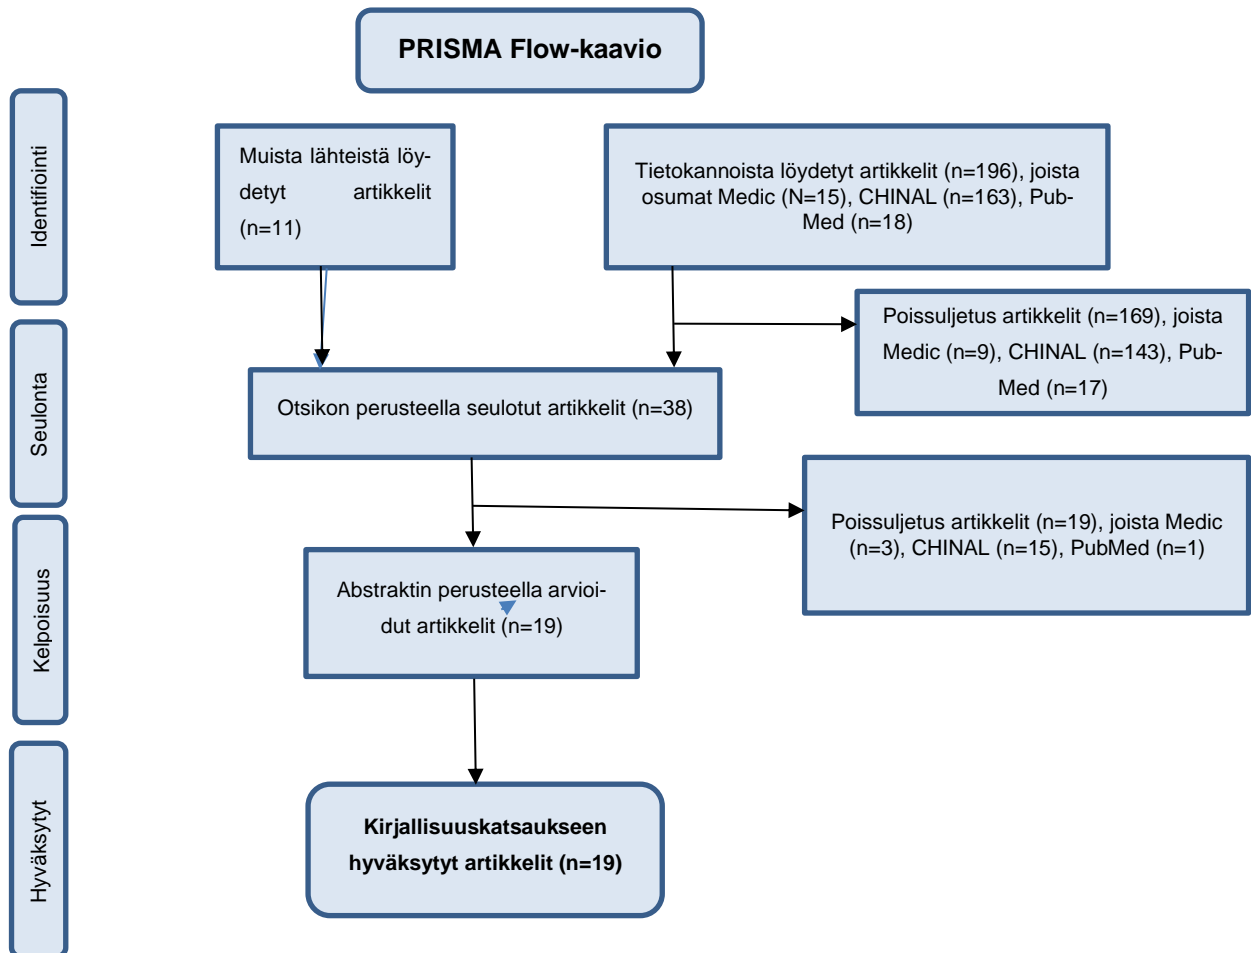 PRISMA Flow-kaavio
Identifiointi
Muista lähteistä löy-
detyt artikkelit
(n=11)
Tietokannoista löydetyt artikkelit (n=196), joista
osumat Medic (N=15), CHINAL (n=163), Pub-
Med (n=18)
Poissuljetus artikkelit (n=169), joista
Medic (n=9), CHINAL (n=143), Pub-
Med (n=17)
Seulonta
Otsikon perusteella seulotut artikkelit (n=38)
Poissuljetus artikkelit (n=19), joista Medic
(n=3), CHINAL (n=15), PubMed (n=1)
Kelpoisuus
Abstraktin perusteella arvioi-
dut artikkelit (n=19)
Hyväksytyt
Kirjallisuuskatsaukseen
hyväksytyt artikkelit (n=19)